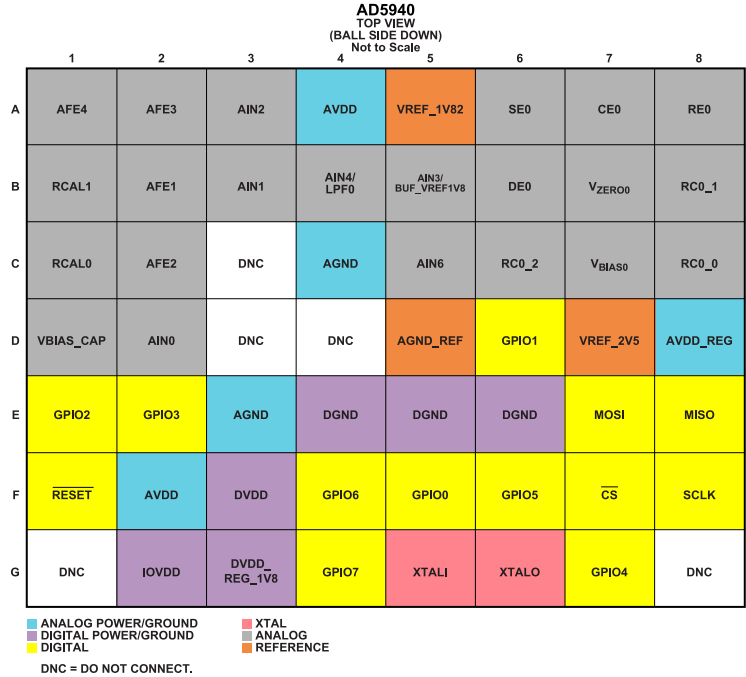 AD5940
TOP VIEW
(BALL SIDE DOWN)
Not to Scale
1 2 3 4 5 6 7 8
A AFE4 AFE3 AIN2 AVDD VREF_1V82 SE0 CE0 RE0
B RCAL1 AFE1 AIN1 AIN4/ LPF0 AIN3/ BUF_VREF1V8 DE0 VZERO0 RC0_1
C RCAL0 AFE2 DNC AGND AIN6 RC0_2 VBIAS0 RC0_0
D VBIAS_CAP AIN0 DNC DNC AGND_REF GPIO1 VREF_2V5 AVDD_REG
E GPIO2 GPIO3 AGND DGND DGND DGND MOSI MISO
F RESET AVDD DVDD GPIO6 GPIO0 GPIO5 CS SCLK
G DNC IOVDD DVDD_ REG_1V8 GPIO7 XTALI XTALO GPIO4 DNC
ANALOG POWER/GROUND XTAL
DIGITAL POWER/GROUND ANALOG
DIGITAL REFERENCE
DNC = DO NOT CONNECT.